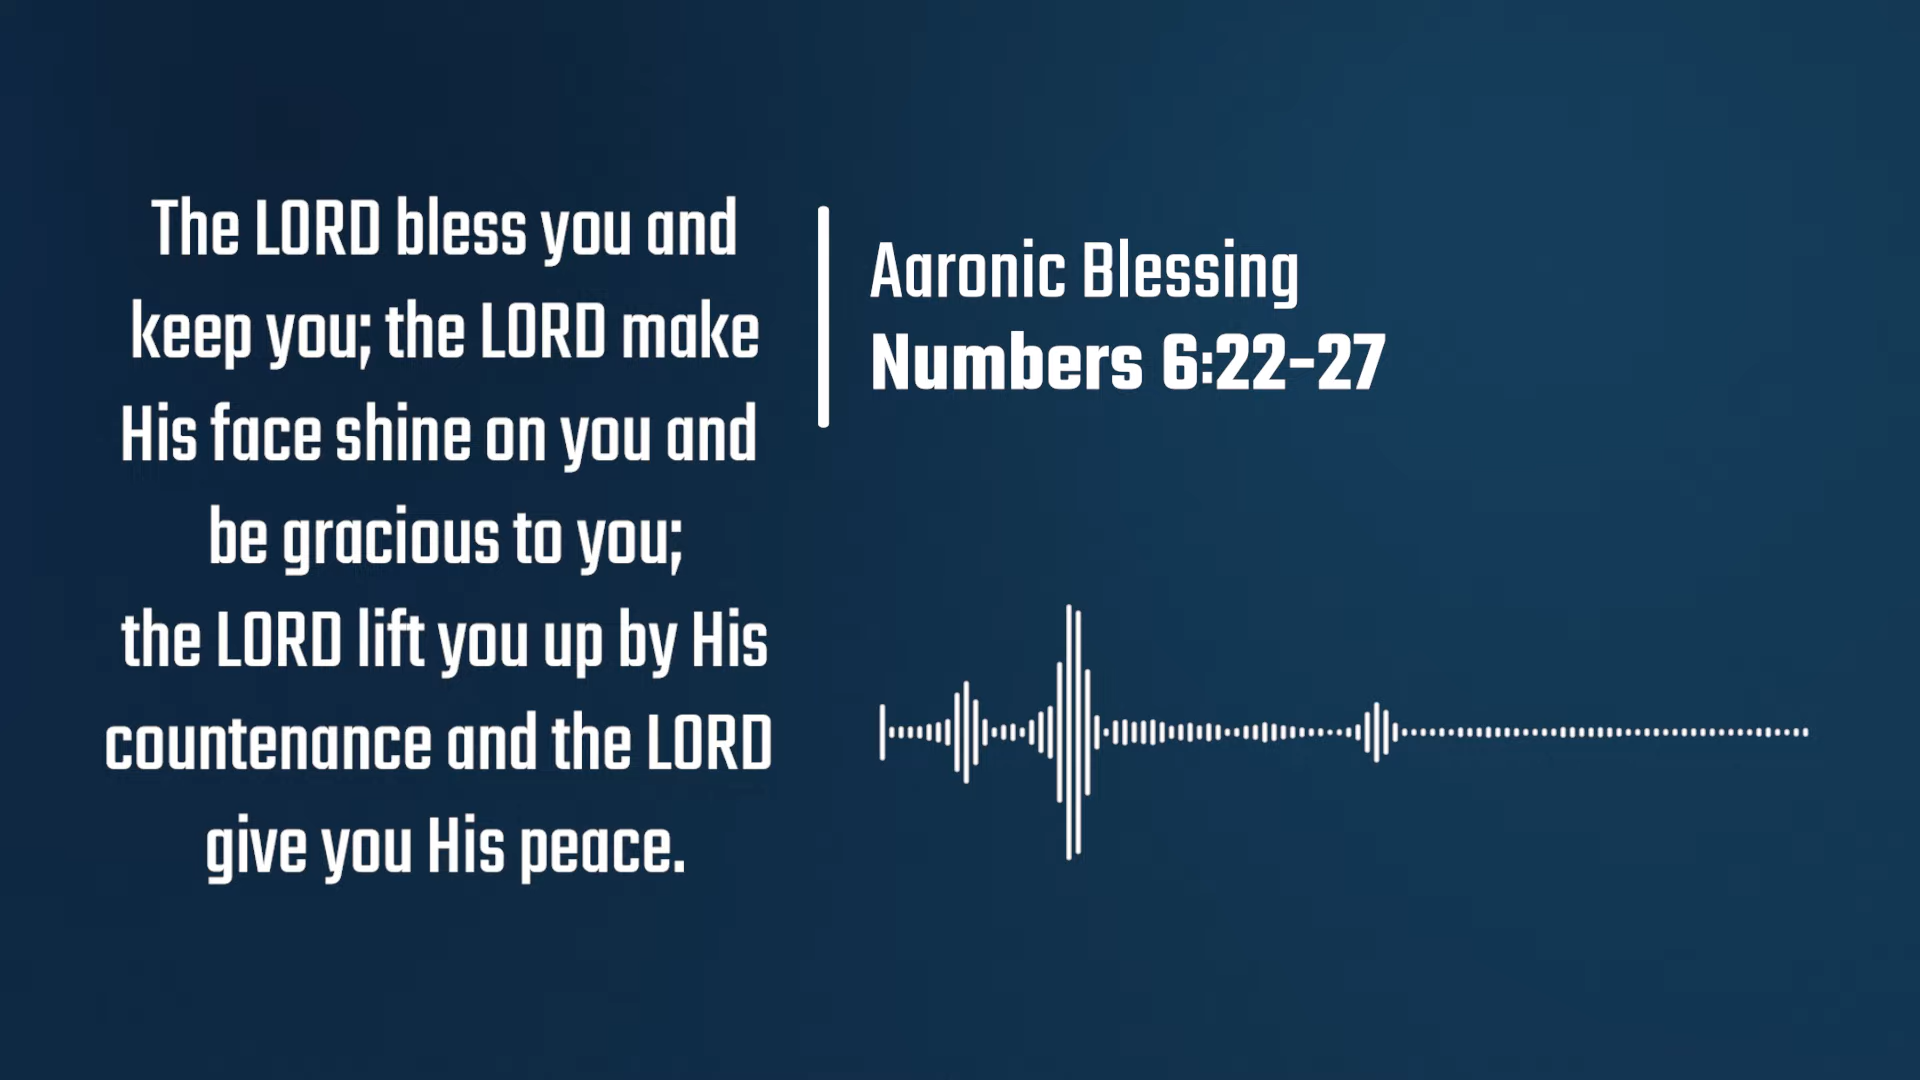 The LORD bless you and
keep you; the LORD make
His face shine on you and
be gracious to you;
the LORD lift you up by His
countenance and the LORD
give you His peace.
Aaronic Blessing
Numbers 6:22-27